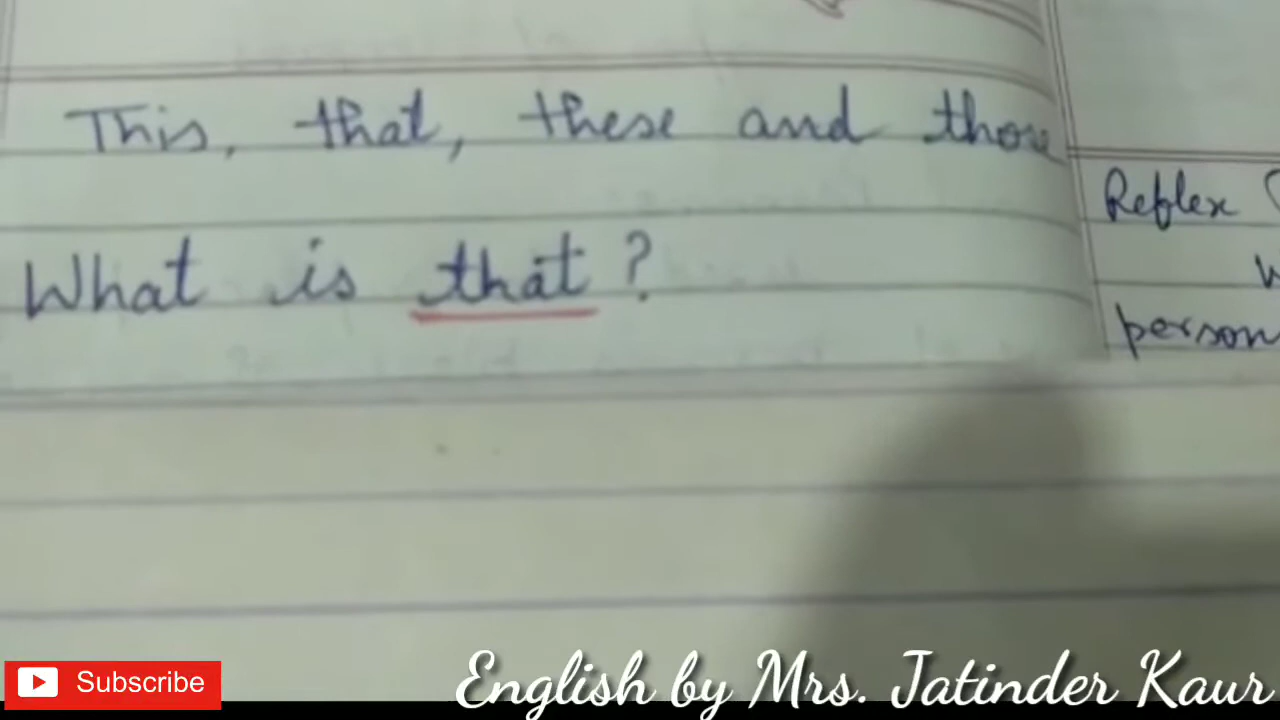 This, that, these and those
What is that?
Reflex
person
Subscribe
English by Mrs. Jatinder Kaur